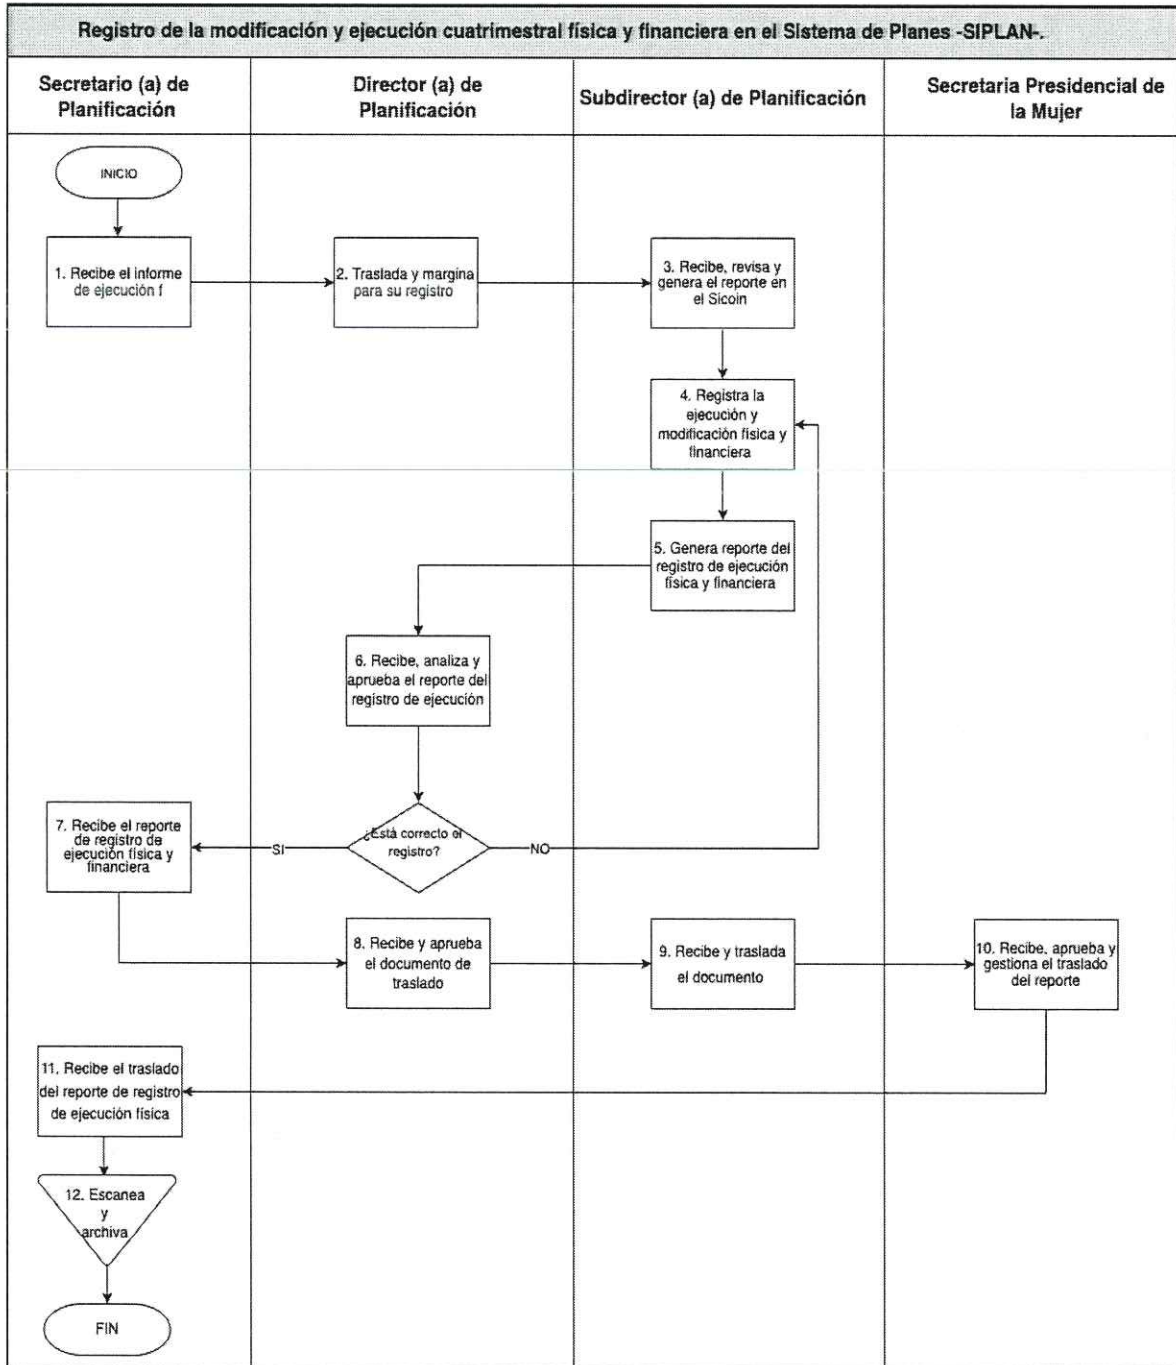 Registro de la modificación y ejecución cuatrimestral física y financiera en el Sistema de Planes -SIPLAN-.
Secretario (a) de
Planificación
Director (a) de
Planificación
Subdirector (a) de Planificación
Secretaria Presidencial de
la Mujer
INICIO
1. Recibe el informe
de ejecución f
2. Traslada y margina
para su registro
3. Recibe, revisa y
genera el reporte en
el Sicoin
4. Registra la
ejecución y
modificación física y
financiera
5. Genera reporte del
registro de ejecución
física y financiera
6. Recibe, analiza y
aprueba el reporte del
registro de ejecución
¿Está correcto el
registro?
SI
NO
7. Recibe el reporte
de registro de
ejecución física y
financiera
8. Recibe y aprueba
el documento de
traslado
9. Recibe y traslada
el documento
10. Recibe, aprueba y
gestiona el traslado
del reporte
11. Recibe el traslado
del reporte de registro
de ejecución física
12. Escanea
y
archiva
FIN